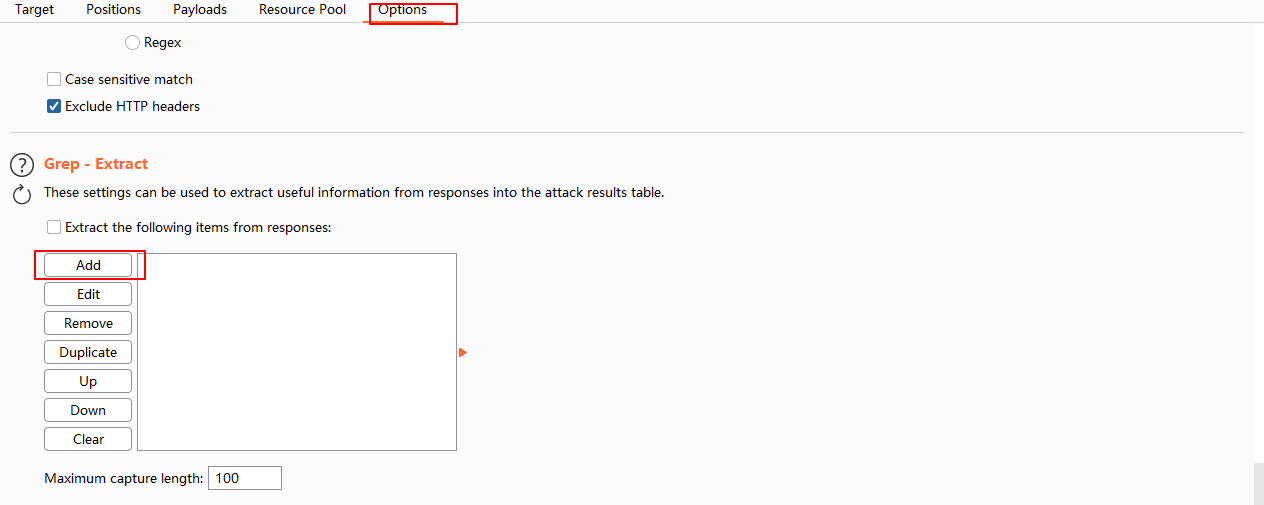 Target Positions Payloads Resource Pool Options
Regex
Case sensitive match
Exclude HTTP headers
? Grep - Extract
These settings can be used to extract useful information from responses into the attack results table.
Extract the following items from responses:
Add
Edit
Remove
Duplicate
Up
Down
Clear
Maximum capture length: 100